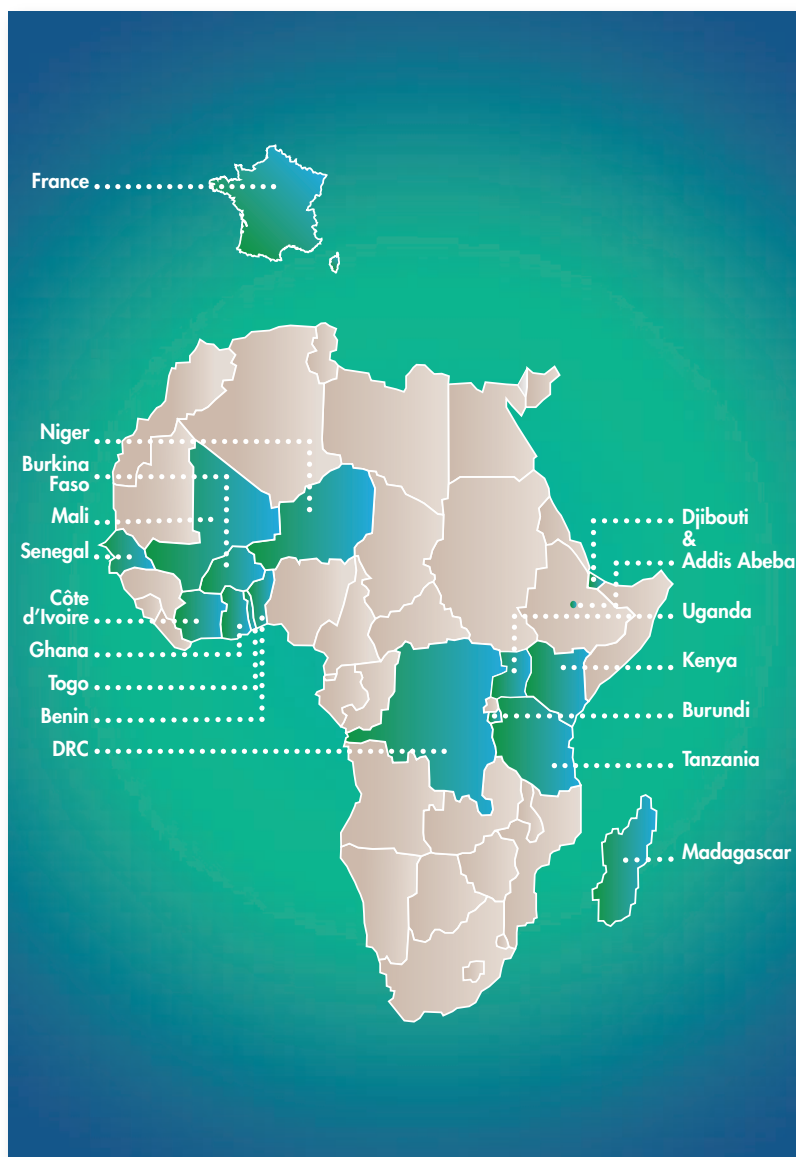 France
Niger
Burkina
Faso
Mali
Senegal
Côte
d'Ivoire
Ghana
Togo
Benin
DRC
Djibouti
&
Addis Abeba
Uganda
Kenya
Burundi
Tanzania
Madagascar